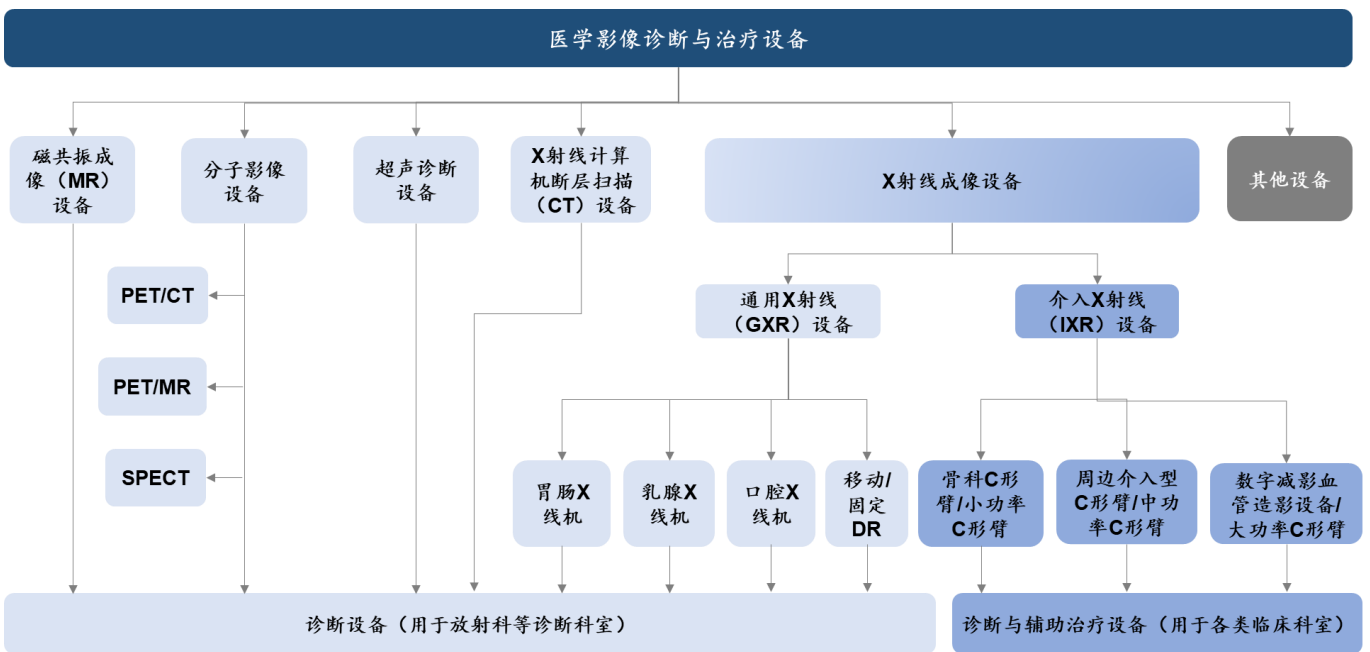 医学影像诊断与治疗设备
磁共振成
像（MR）
设备
分子影像
设备
超声诊断
设备
X射线计算
机断层扫描
（CT）设备
X射线成像设备
其他设备
PET/CT
PET/MR
SPECT
通用X射线
（GXR）设备
介入X射线
（IXR）设备
胃肠X
线机
乳腺X
线机
口腔X
线机
移动/
固定
DR
骨科C形
臂/小功率
C形臂
周边介入型
C形臂/中功
率C形臂
数字减影血
管造影设备/
大功率C形臂
诊断设备（用于放射科等诊断科室）
诊断与辅助治疗设备（用于各类临床科室）